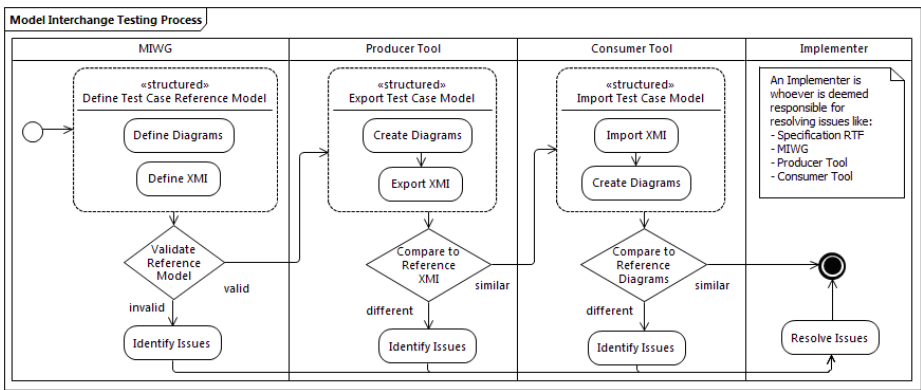 Model Interchange Testing Process
MIWG
Producer Tool
Consumer Tool
Implementer
«structured»
Define Test Case Reference Model
Define Diagrams
Define XMI
Validate
Reference
Model
valid
invalid
Identify Issues
«structured»
Export Test Case Model
Create Diagrams
Export XMI
Compare to
Reference
XMI
similar
different
Identify Issues
«structured»
Import Test Case Model
Import XMI
Create Diagrams
Compare to
Reference
Diagrams
similar
different
Identify Issues
An Implementer is
whoever is deemed
responsible for
resolving issues like:
- Specification RTF
- MIWG
- Producer Tool
- Consumer Tool
Resolve Issues